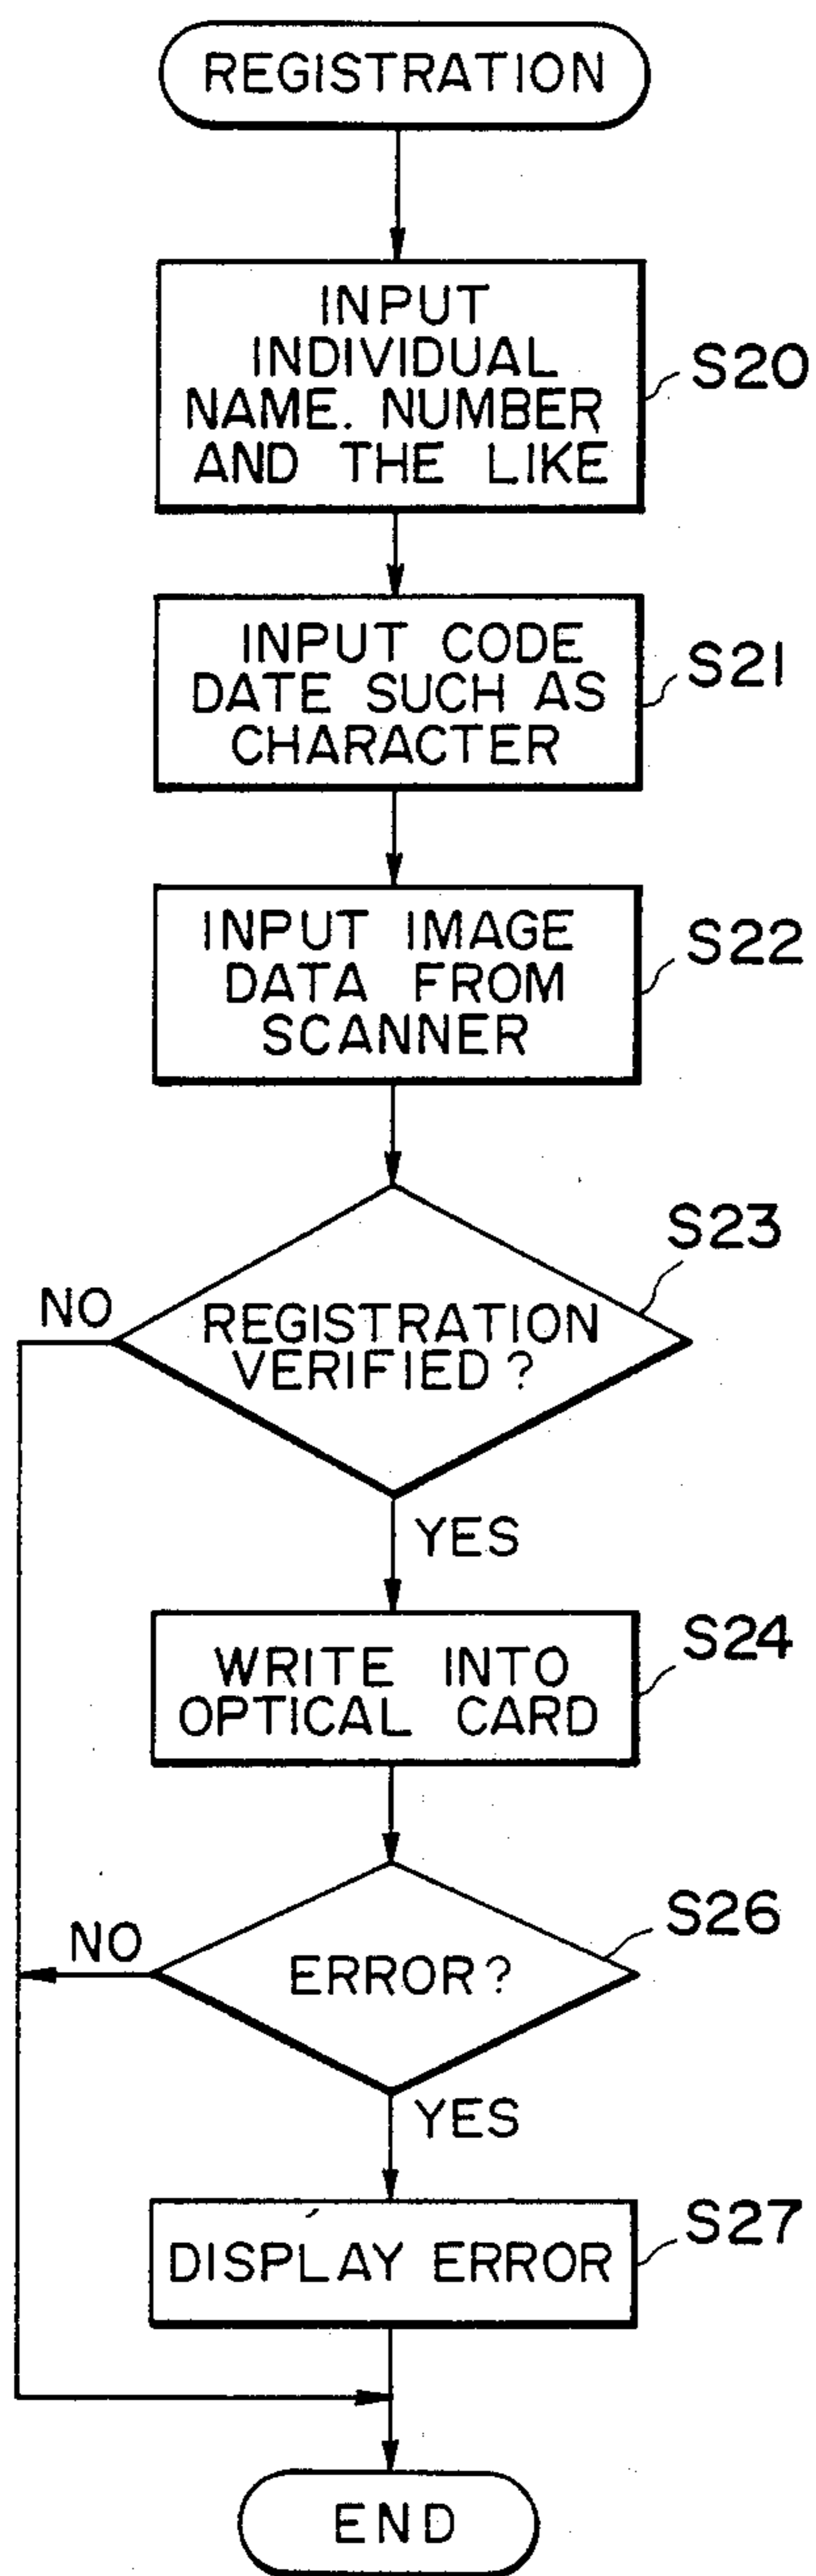 REGISTRATION
INPUT
INDIVIDUAL
NAME. NUMBER
AND THE LIKE
S20
INPUT CODE
DATE SUCH AS
CHARACTER
S21
INPUT IMAGE
DATA FROM
SCANNER
S22
S23
NO
REGISTRATION
VERIFIED?
YES
WRITE INTO
OPTICAL CARD
S24
S26
NO
ERROR?
YES
DISPLAY ERROR
S27
END